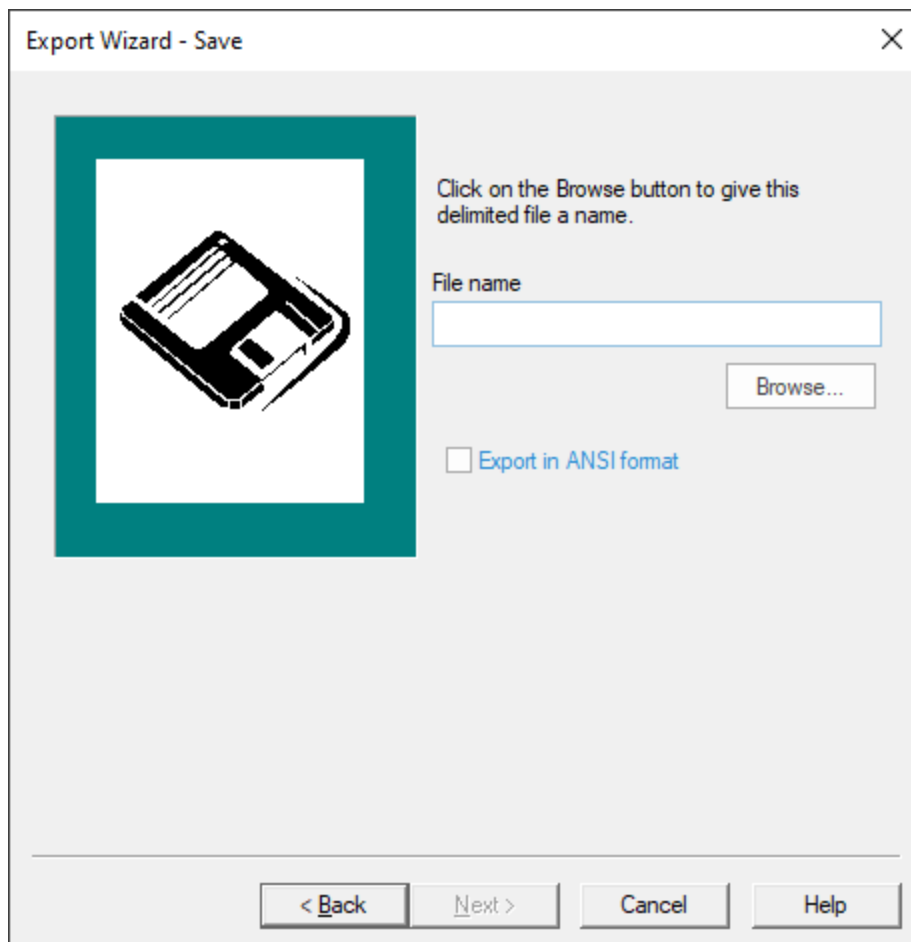 Export Wizard - Save
Click on the Browse button to give this
delimited file a name.
File name
Browse...
Export in ANSI format
< Back
Next >
Cancel
Help